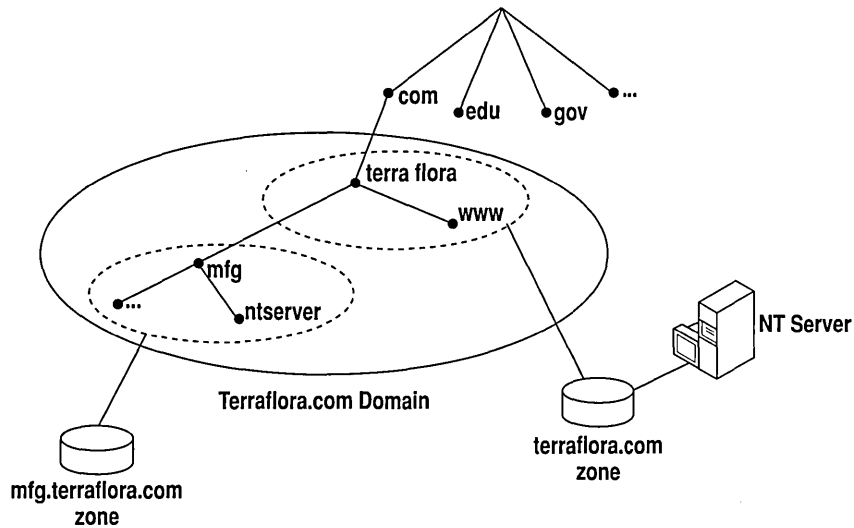 com
edu
gov
...
terra flora
www
mfg
...
ntserver
NT Server
Terraflora.com Domain
terraflora.com
zone
mfg.terraflora.com
zone